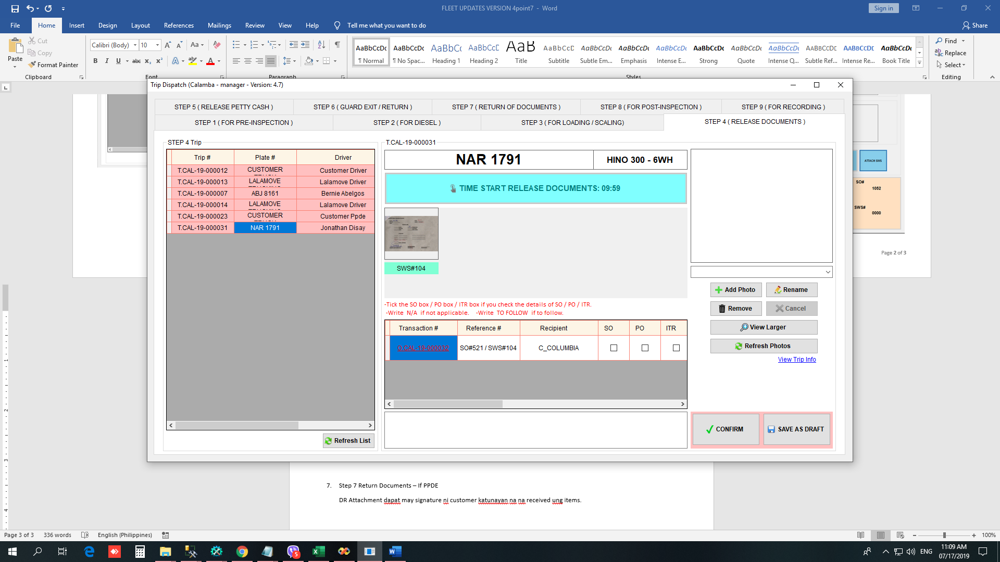 FLEET UPDATES VERSION 4point7 - Word
Sign in
File Home Insert Design Layout References Mailings Review View Help Tell me what you want to do Share
Paste
Cut
Copy
Format Painter
Clipboard
Calibri (Body) 10
Font
Paragraph
AaBbCcDc AaBbCcDc AaBbCc AaBbCcD AaB AaBbCcD AaBbCcDc AaBbCcDc AaBbCcDc AaBbCcDc AaBbCcDc AaBbCcDc AABBCCDE AABBCCDE AaBbCcDc
¶ Normal ¶ No Spac... Heading 1 Heading 2 Title Subtitle Subtle Em... Emphasis Intense E... Strong Quote Intense Q... Subtle Ref... Intense Re... Book Title
Styles
Find
Replace
Select
Editing
Trip Dispatch (Calamba - manager - Version: 4.7)
STEP 5 ( RELEASE PETTY CASH ) STEP 6 ( GUARD EXIT / RETURN ) STEP 7 ( RETURN OF DOCUMENTS ) STEP 8 ( FOR POST-INSPECTION ) STEP 9 ( FOR RECORDING )
STEP 1 ( FOR PRE-INSPECTION ) STEP 2 ( FOR DIESEL ) STEP 3 ( FOR LOADING / SCALING) STEP 4 ( RELEASE DOCUMENTS )
STEP 4 Trip
Trip # Plate # Driver
T.CAL-19-000012 CUSTOMER Customer Driver
T.CAL-19-000013 LALAMOVE Lalamove Driver
T.CAL-19-000007 ABJ 8161 Bernie Abelgos
T.CAL-19-000014 LALAMOVE Lalamove Driver
T.CAL-19-000023 CUSTOMER Customer Ppde
T.CAL-19-000031 NAR 1791 Jonathan Disay
Refresh List
T.CAL-19-000031
NAR 1791 HINO 300 - 6WH
TIME START RELEASE DOCUMENTS: 09:59
SWS#104
-Tick the SO box / PO box / ITR box if you check the details of SO / PO / ITR.
-Write N/A if not applicable. -Write TO FOLLOW if to follow.
Transaction # Reference # Recipient SO PO ITR
O.CAL-19-000032 SO#521 / SWS#104 C_COLUMBIA
Add Photo Rename
Remove Cancel
View Larger
Refresh Photos
View Trip Info
CONFIRM SAVE AS DRAFT
ATTACH SWS
SO#
1052
SWS#
0000
Page 2 of 3
7. Step 7 Return Documents – If PPDE
DR Attachment dapat may signature ni customer katunayan na na received ung items.
Page 3 of 3 336 words English (Philippines) 100%
5
ENG
11:09 AM
07/17/2019